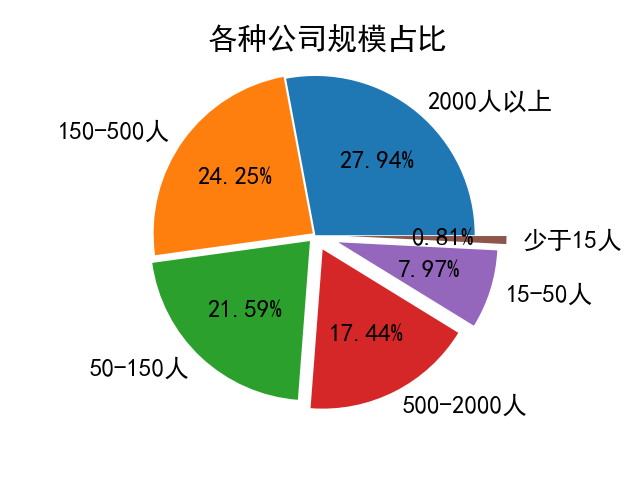 各种公司规模占比
2000人以上
27.94%
150-500人
24.25%
50-150人
21.59%
500-2000人
17.44%
15-50人
7.97%
少于15人
0.81%